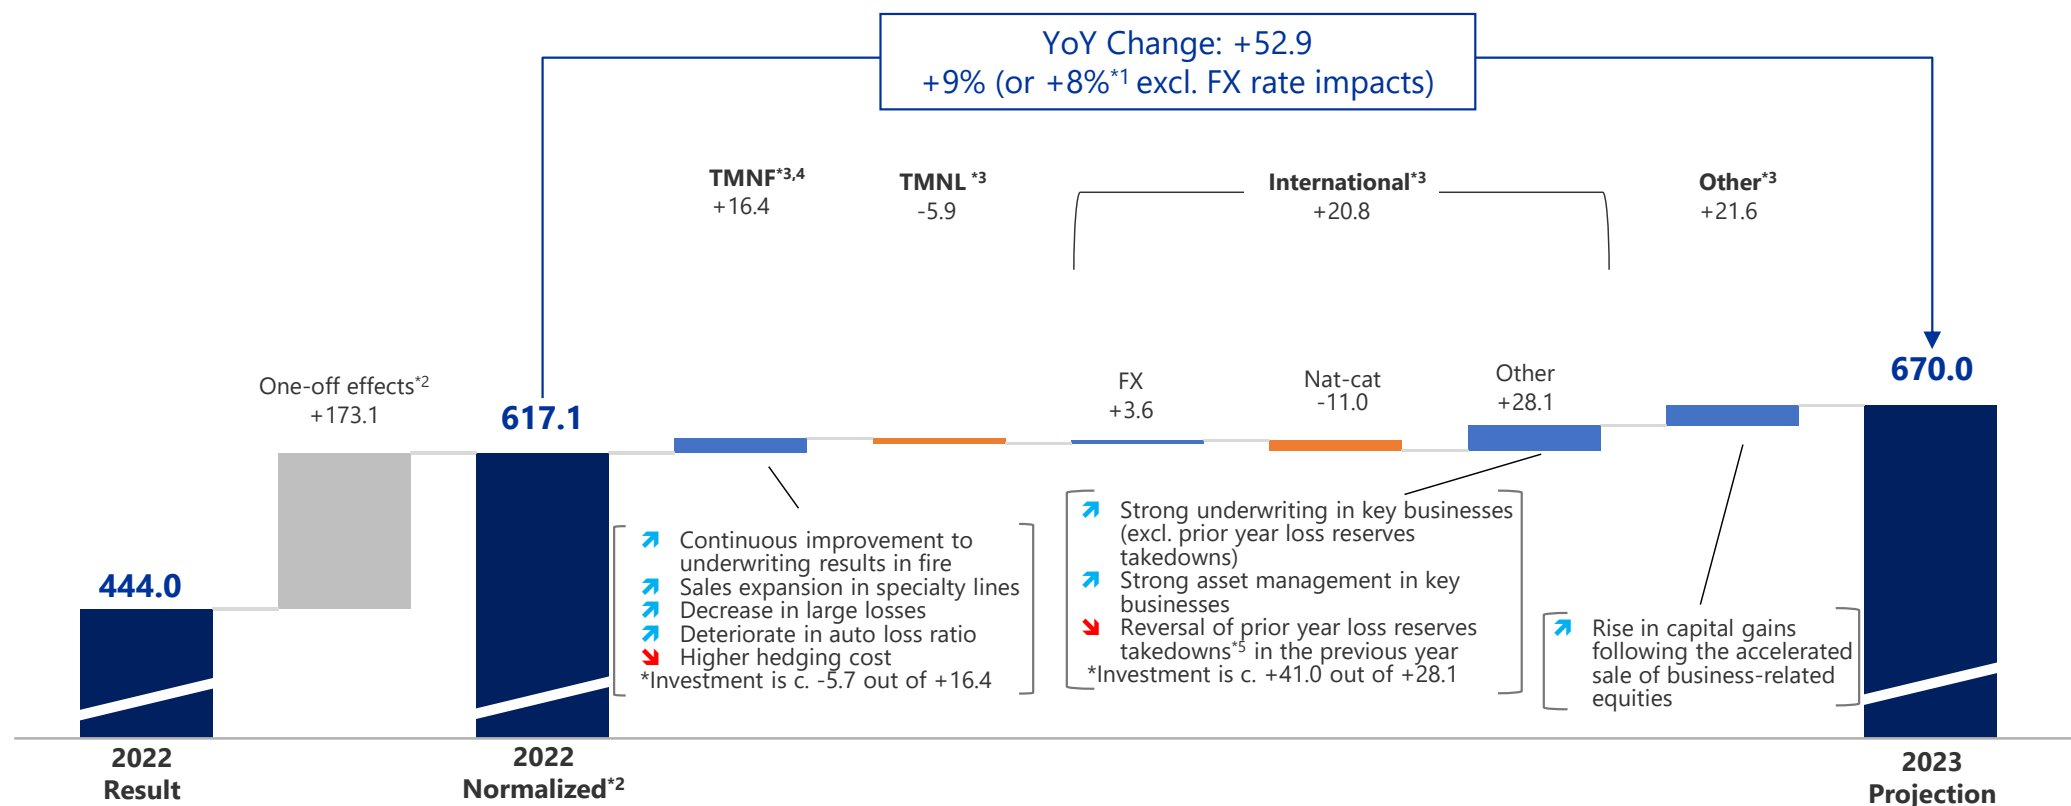 YoY Change: +52.9
+9% (or +8%*1 excl. FX rate impacts)
TMNF*3,4
+16.4
TMNL *3
-5.9
International*3
+20.8
Other*3
+21.6
One-off effects*2
+173.1
617.1
FX
+3.6
Nat-cat
-11.0
Other
+28.1
670.0
444.0
Continuous improvement to
underwriting results in fire
Sales expansion in specialty lines
Decrease in large losses
Deteriorate in auto loss ratio
Higher hedging cost
*Investment is c. -5.7 out of +16.4
Strong underwriting in key businesses
(excl. prior year loss reserves
takedowns)
Strong asset management in key
businesses
Reversal of prior year loss reserves
takedowns*5 in the previous year
*Investment is c. +41.0 out of +28.1
Rise in capital gains
following the accelerated
sale of business-related
equities
2022
Result
2022
Normalized*2
2023
Projection